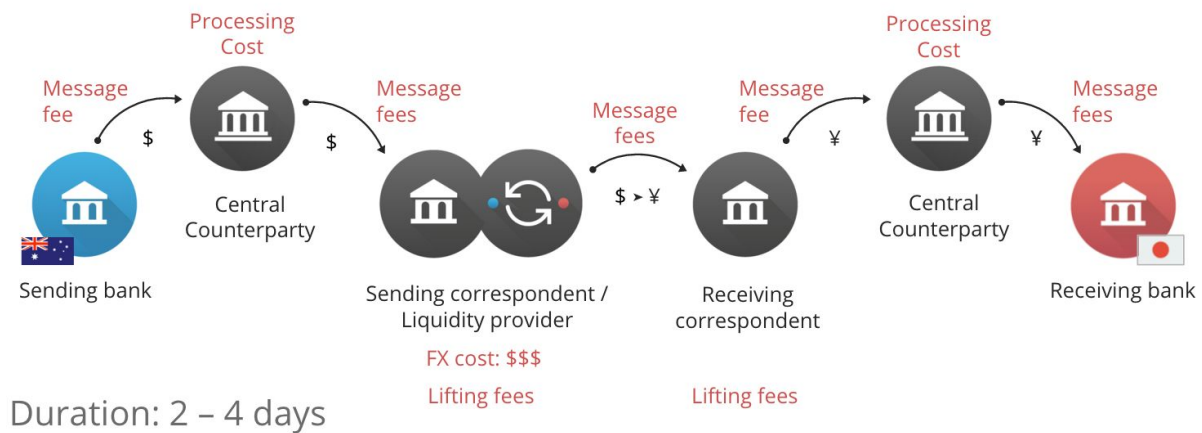 Processing
Cost
Message
fee
$
Central
Counterparty
$
Message
fees
Sending bank
Sending correspondent /
Liquidity provider
FX cost: $$$
Lifting fees
Message
fees
$ ➤ ¥
Receiving
correspondent
Lifting fees
Message
fee
¥
Processing
Cost
Central
Counterparty
¥
Message
fees
Receiving bank
Duration: 2 – 4 days